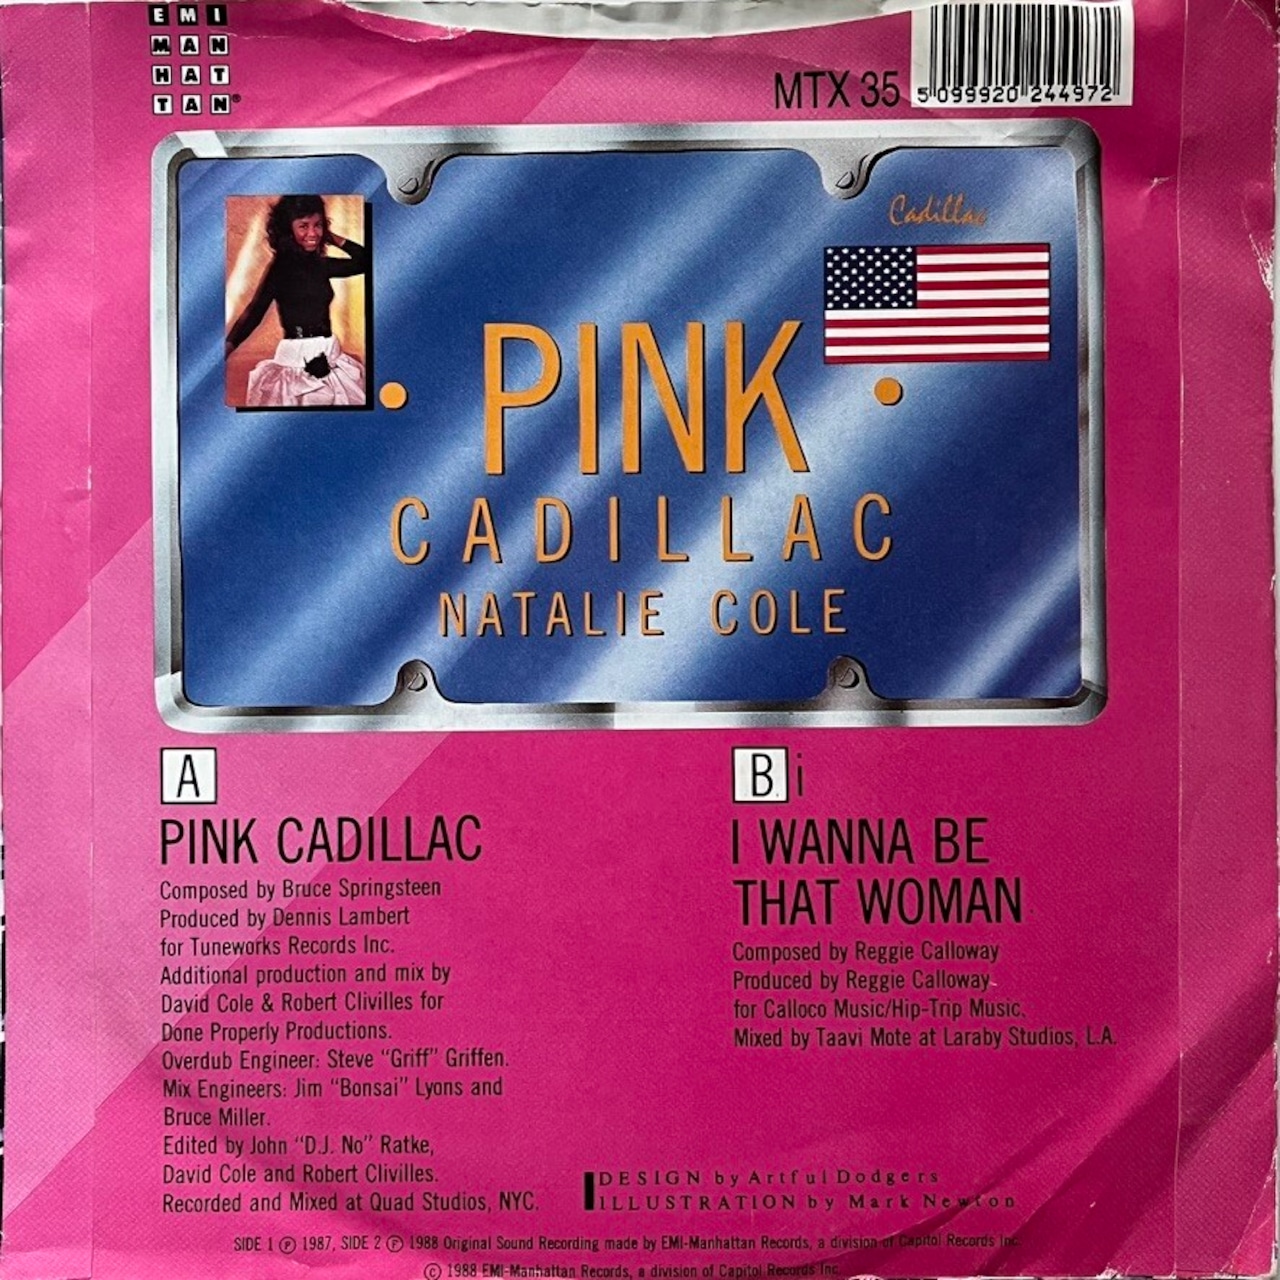 EMI
MAN
HAT
TAN®
MTX 35
5 099920 244972
Cadillac
PINK
CADILLAC
NATALIE COLE
A
PINK CADILLAC
Composed by Bruce Springsteen
Produced by Dennis Lambert
for Tuneworks Records Inc.
Additional production and mix by
David Cole & Robert Clivilles for
Done Properly Productions.
Overdub Engineer: Steve “Griff” Griffen.
Mix Engineers: Jim “Bonsai” Lyons and
Bruce Miller.
Edited by John “D.J. No” Ratke,
David Cole and Robert Clivilles.
Recorded and Mixed at Quad Studios, NYC.
B. i
I WANNA BE
THAT WOMAN
Composed by Reggie Calloway
Produced by Reggie Calloway
for Calloco Music/Hip-Trip Music.
Mixed by Taavi Mote at Laraby Studios, L.A.
DESIGN by Artful Dodgers
ILLUSTRATION by Mark Newton
SIDE 1 ℗ 1987, SIDE 2 ℗ 1988 Original Sound Recording made by EMI-Manhattan Records, a division of Capitol Records Inc.
© 1988 EMI-Manhattan Records, a division of Capitol Records Inc.